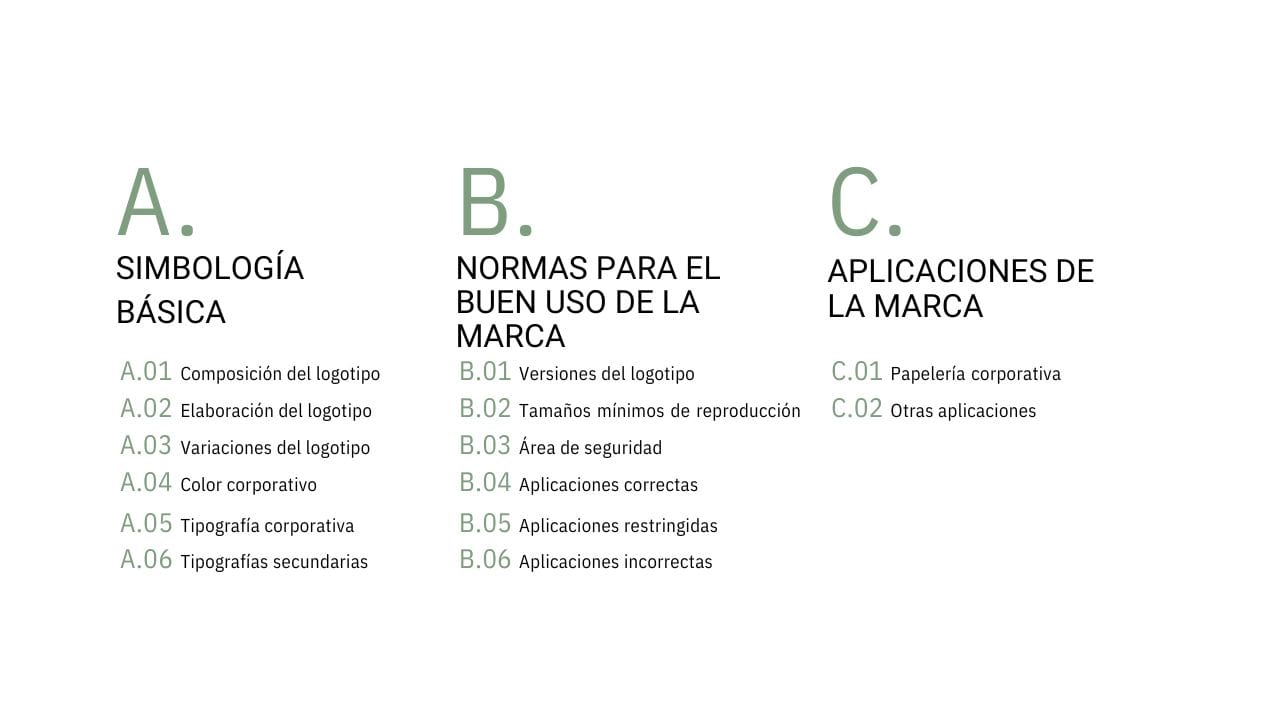 A.
SIMBOLOGÍA
BÁSICA
A.01 Composición del logotipo
A.02 Elaboración del logotipo
A.03 Variaciones del logotipo
A.04 Color corporativo
A.05 Tipografía corporativa
A.06 Tipografías secundarias
B.
NORMAS PARA EL
BUEN USO DE LA
MARCA
B.01 Versiones del logotipo
B.02 Tamaños mínimos de reproducción
B.03 Área de seguridad
B.04 Aplicaciones correctas
B.05 Aplicaciones restringidas
B.06 Aplicaciones incorrectas
C.
APLICACIONES DE
LA MARCA
C.01 Papelería corporativa
C.02 Otras aplicaciones